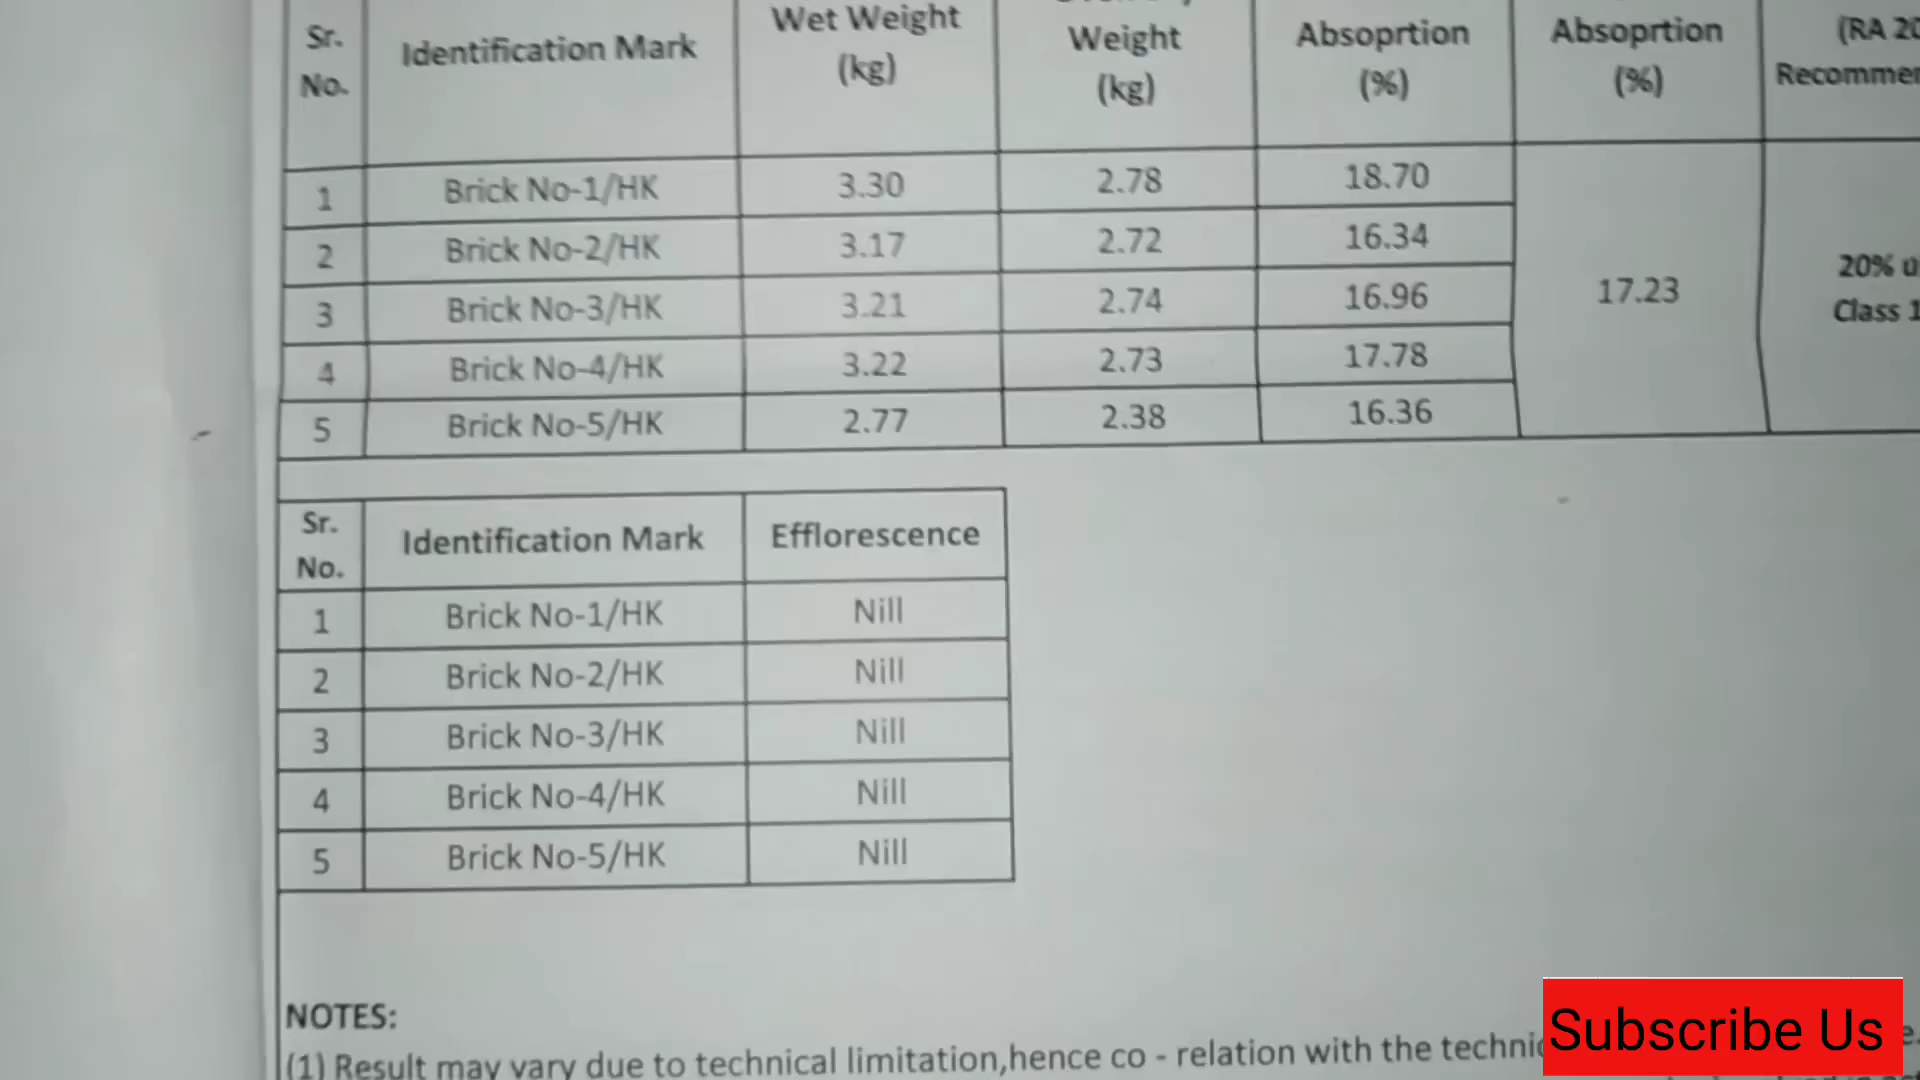 Sr. No. Identification Mark Wet Weight (kg) Weight (kg) Absoprtion (%) Absoprtion (%) (RA 20 Recommen
1 Brick No-1/HK 3.30 2.78 18.70
2 Brick No-2/HK 3.17 2.72 16.34
3 Brick No-3/HK 3.21 2.74 16.96 17.23 20% u Class 1
4 Brick No-4/HK 3.22 2.73 17.78
5 Brick No-5/HK 2.77 2.38 16.36
Sr. No. Identification Mark Efflorescence
1 Brick No-1/HK Nill
2 Brick No-2/HK Nill
3 Brick No-3/HK Nill
4 Brick No-4/HK Nill
5 Brick No-5/HK Nill
NOTES:
(1) Result may vary due to technical limitation,hence co - relation with the technic
Subscribe Us